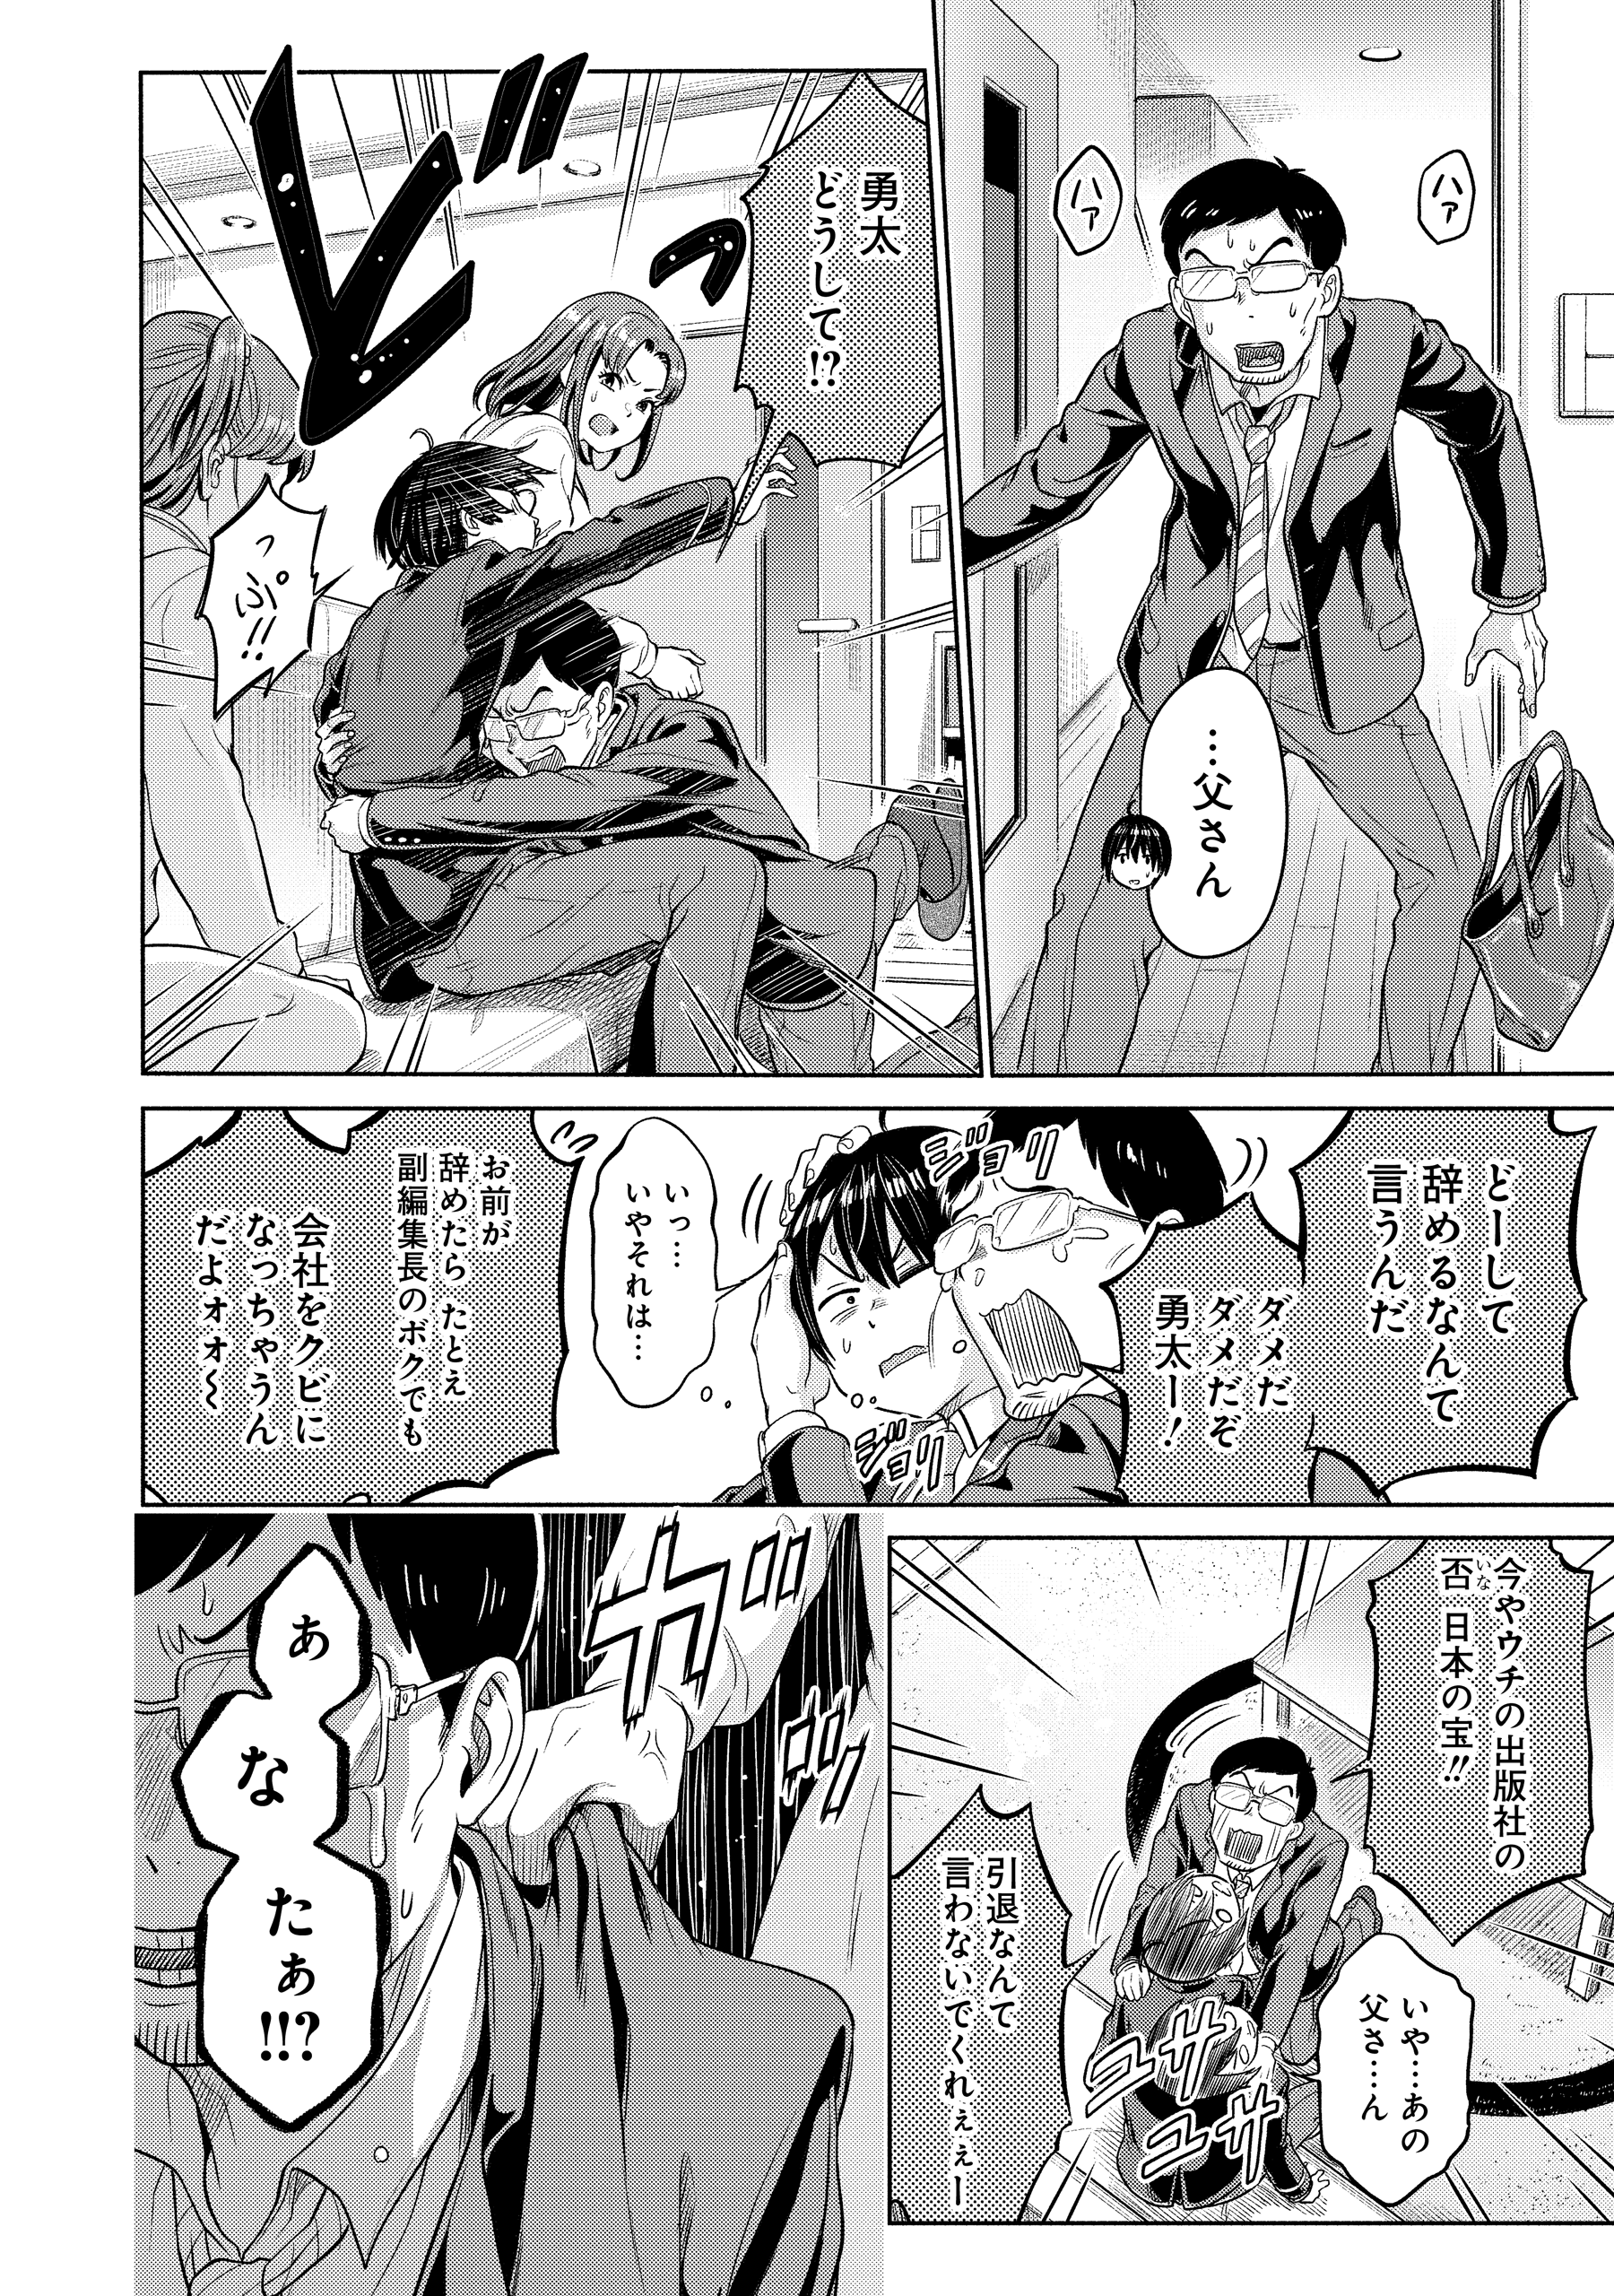 ハァ
ハァ
…父さん
勇太
どうして!?
ビッ
っ
ぷ!!
どーして
辞めるなんて
言うんだ
ダメだ
ダメだぞ
勇太ー!
ジョリ
ジョリ
いっ…
いやそれは…
お前が
辞めたら たとえ
副編集長のボクでも
会社をクビに
なっちゃうん
だよォォ〜
今やウチの出版社の
否 日本の宝!!
いな
いや…あの
父さ…ん
ユサ
ユサ
引退なんて
言わないでくれぇぇー
ガッ
あ
な
たぁ!!?